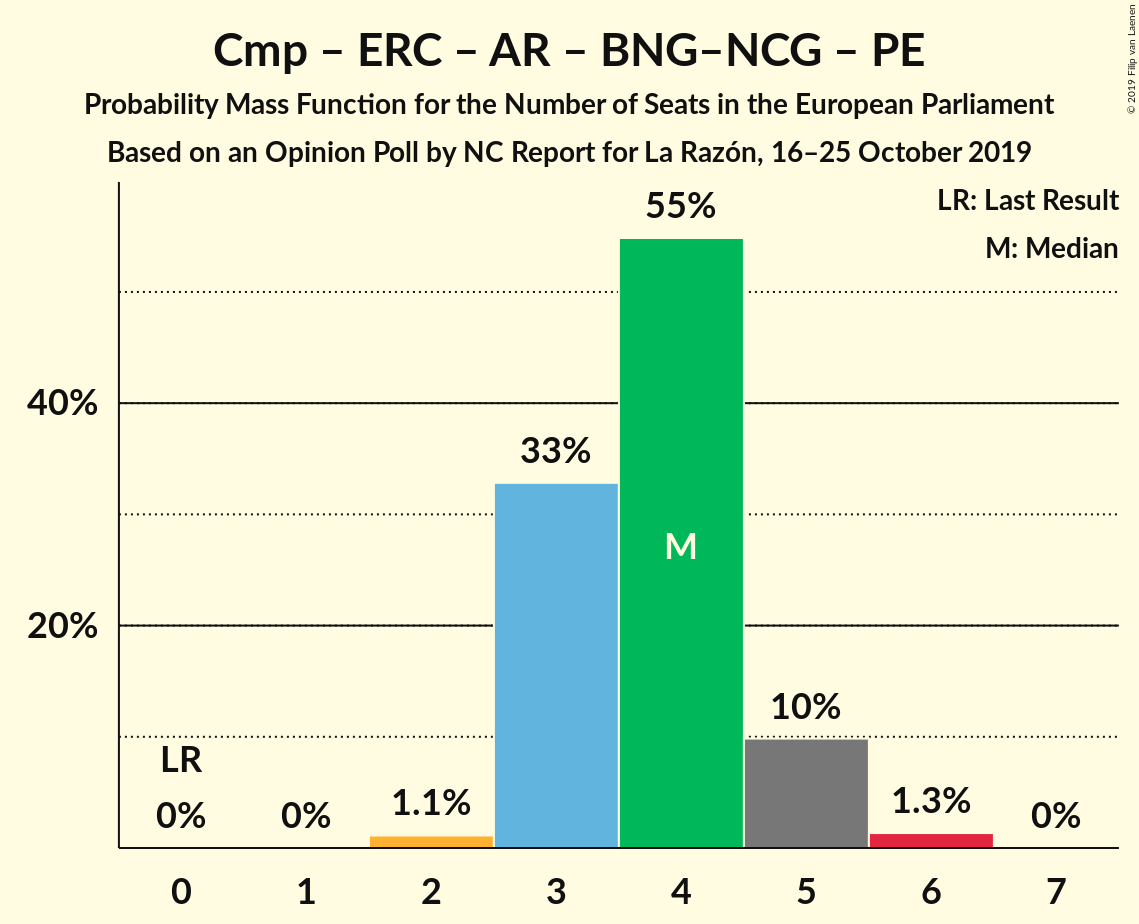 Cmp – ERC – AR – BNG–NCG – PE
Probability Mass Function for the Number of Seats in the European Parliament
Based on an Opinion Poll by NC Report for La Razón, 16–25 October 2019
© 2019 Filip van Laenen
LR: Last Result
M: Median
55%
40%
33%
M
20%
10%
LR
0%
0%
1.1%
1.3%
0%
0 1 2 3 4 5 6 7